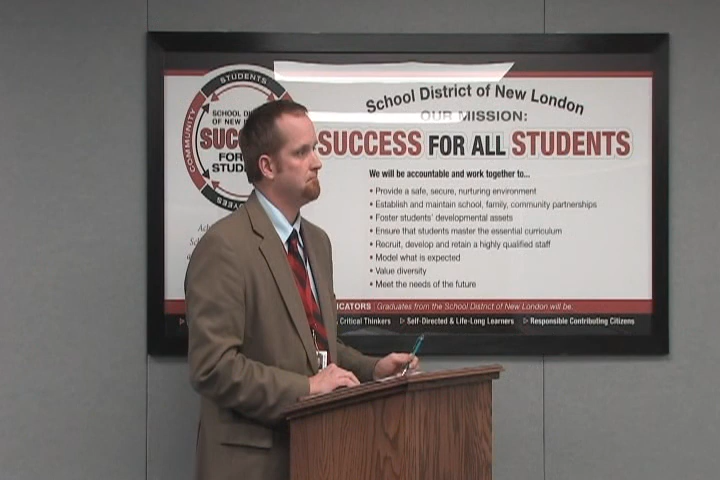 STUDENTS
COMMUNITY
SCHOOL
OF NEW
FOR
School District of New London
OUR MISSION:
SUCCESS FOR ALL STUDENTS
We will be accountable and work together to...
• Provide a safe, secure, nurturing environment
• Establish and maintain school, family, community partnerships
• Foster students' developmental assets
• Ensure that students master the essential curriculum
• Recruit, develop and retain a highly qualified staff
• Model what is expected
• Value diversity
• Meet the needs of the future
ICATORS Graduates from the School District of New London will be:
& Critical Thinkers ▷ Self-Directed & Life-Long Learners ▷ Responsible Contributing Citizens